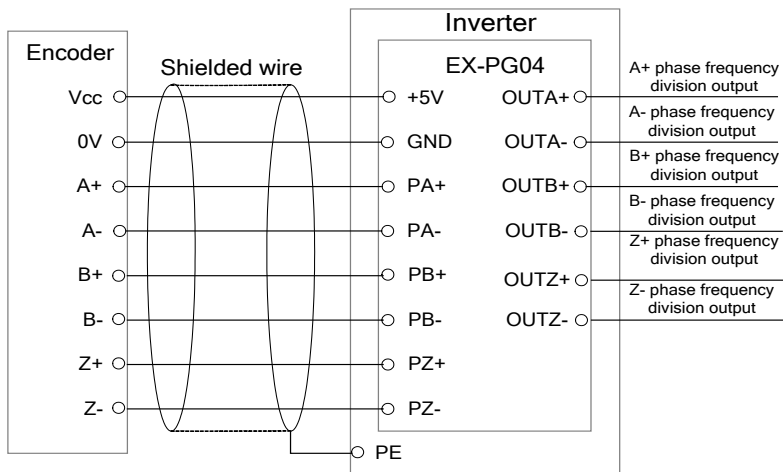 Inverter
Encoder
Shielded wire
EX-PG04
Vcc
0V
A+
A-
B+
B-
Z+
Z-
+5V
GND
PA+
PA-
PB+
PB-
PZ+
PZ-
PE
OUTA+
OUTA-
OUTB+
OUTB-
OUTZ+
OUTZ-
A+ phase frequency
division output
A- phase frequency
division output
B+ phase frequency
division output
B- phase frequency
division output
Z+ phase frequency
division output
Z- phase frequency
division output